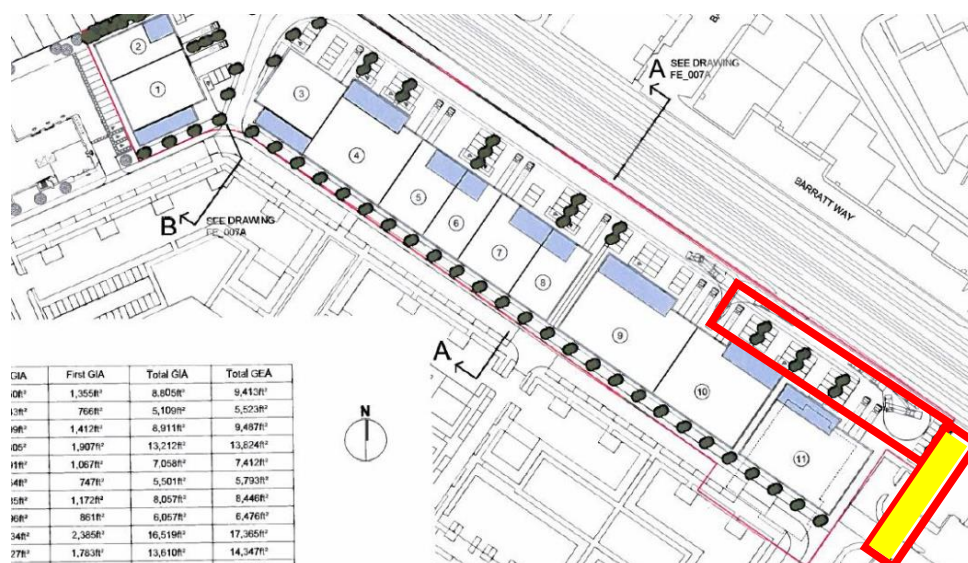 A SEE DRAWING
FE_007A
BARRATT WAY
2
1
3
4
5
6
7
8
9
10
11
B SEE DRAWING
FE_007A
A
N
GIA First GIA Total GIA Total GEA
1,355ft² 8,805ft² 9,413ft²
766ft² 5,109ft² 5,523ft²
1,412ft² 8,911ft² 9,487ft²
1,907ft² 13,212ft² 13,824ft²
1,067ft² 7,058ft² 7,412ft²
747ft² 5,501ft² 5,793ft²
1,172ft² 8,057ft² 8,446ft²
861ft² 6,057ft² 6,476ft²
2,385ft² 16,519ft² 17,365ft²
1,783ft² 13,610ft² 14,347ft²